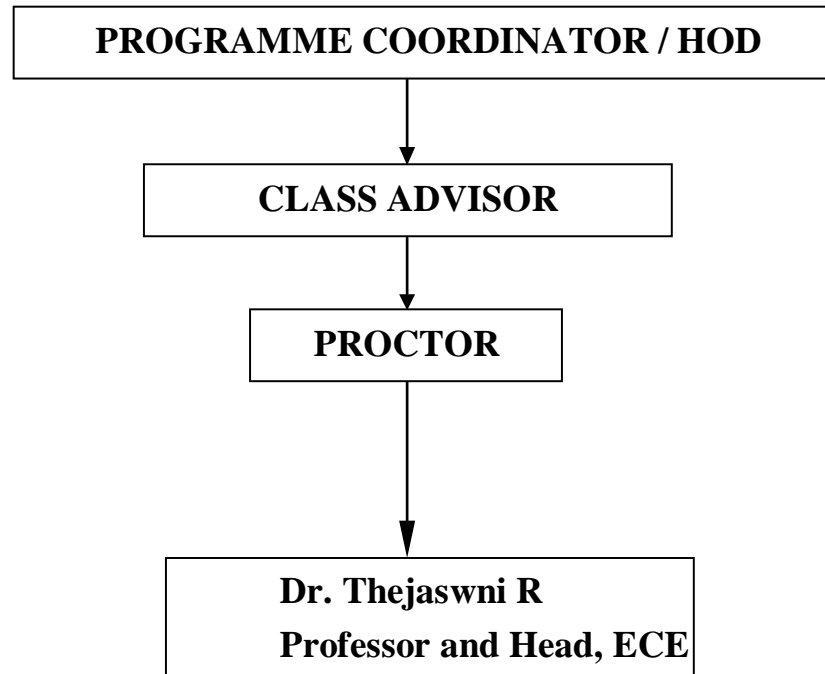 PROGRAMME COORDINATOR / HOD
CLASS ADVISOR
PROCTOR
Dr. Thejaswni R
Professor and Head, ECE